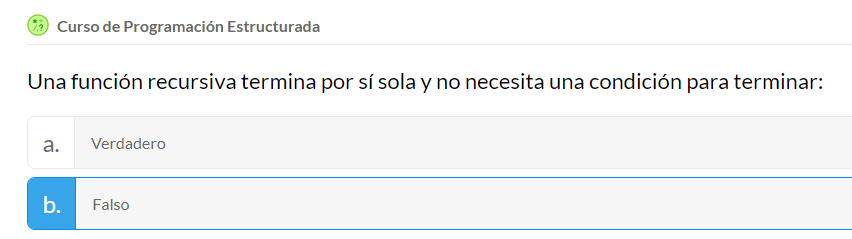 Curso de Programación Estructurada
Una función recursiva termina por sí sola y no necesita una condición para terminar:
a. Verdadero
b. Falso